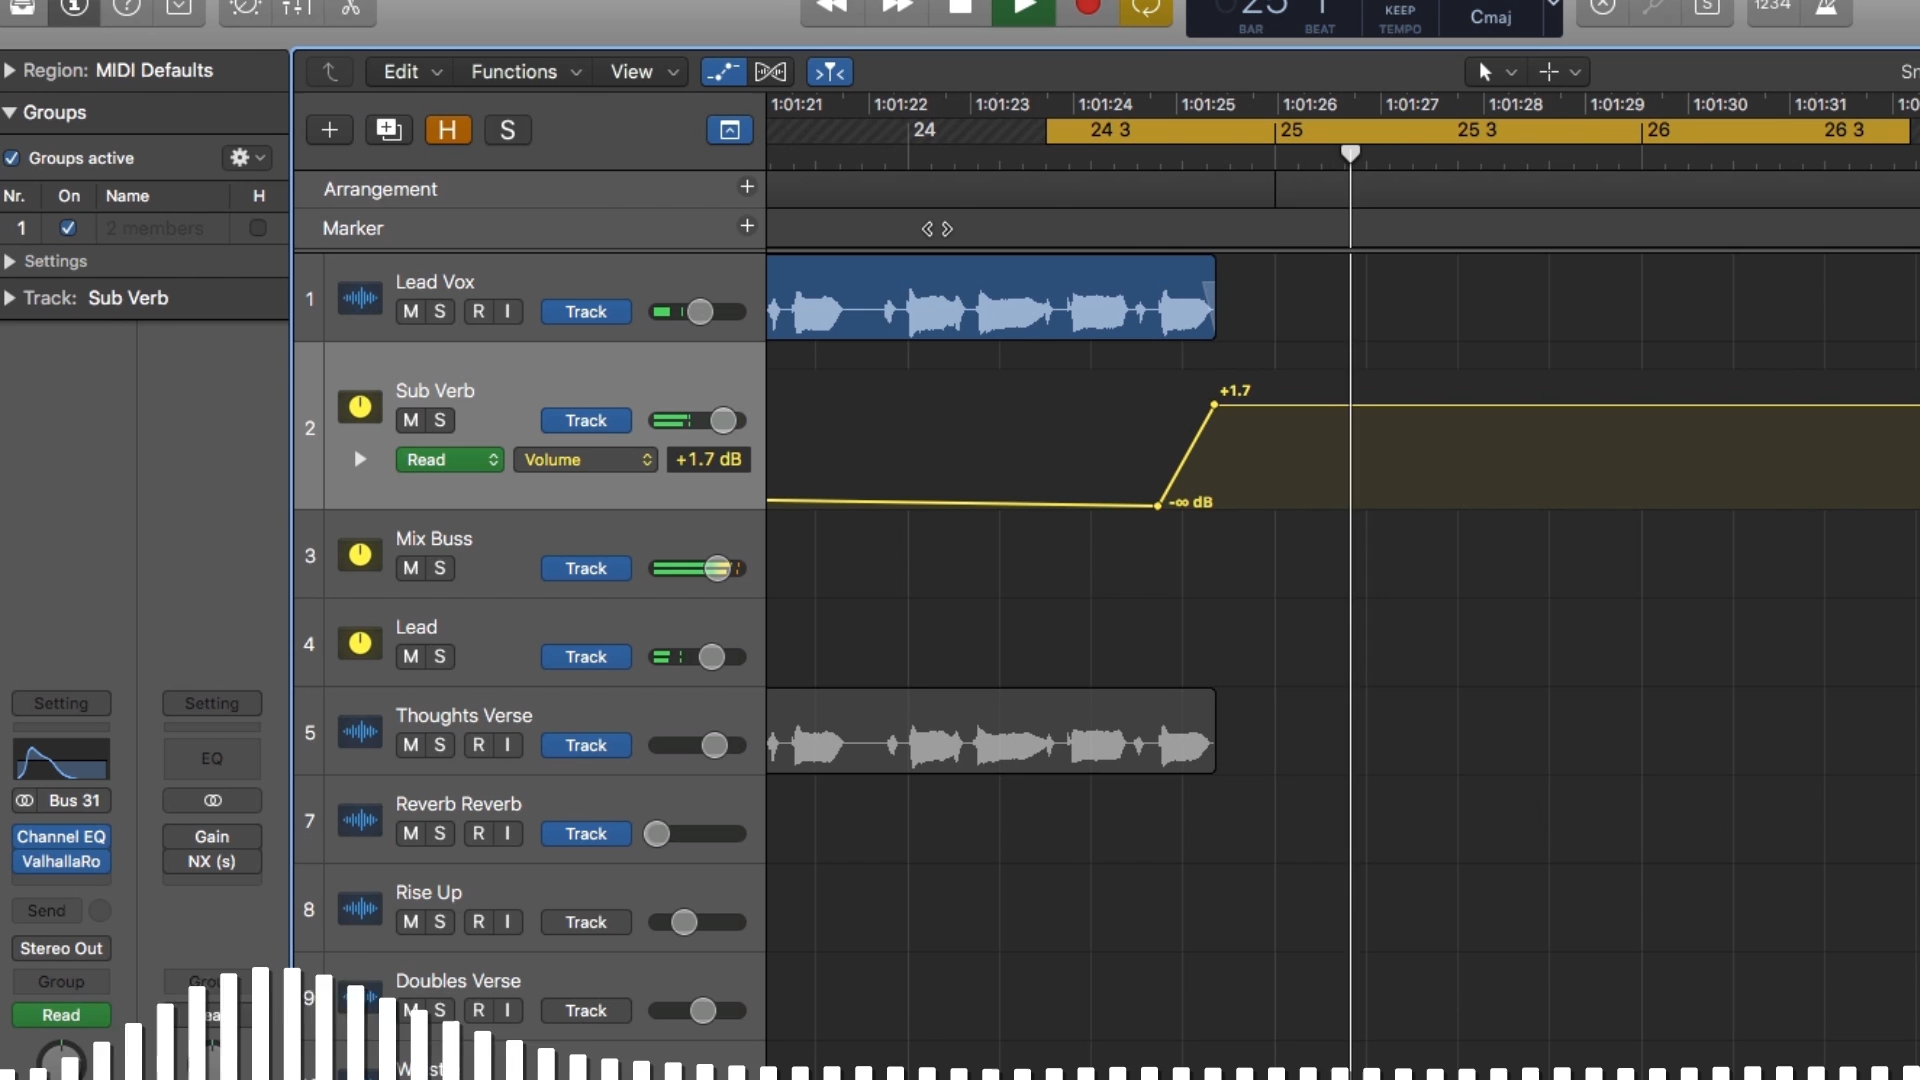 25 1 KEEP Cmaj
BAR BEAT TEMPO
S 1234
Region: MIDI Defaults
Edit Functions View
Groups
1:01:21 1:01:22 1:01:23 1:01:24 1:01:25 1:01:26 1:01:27 1:01:28 1:01:29 1:01:30 1:01:31
H S
24 24 3 25 25 3 26 26 3
Groups active
Nr. On Name H
1 2 members
Arrangement
Marker
Settings
Track: Sub Verb
1 Lead Vox
M S R I Track
2 Sub Verb
M S Track
Read Volume +1.7 dB
+1.7
-∞ dB
3 Mix Buss
M S Track
4 Lead
M S Track
5 Thoughts Verse
M S R I Track
7 Reverb Reverb
M S R I Track
8 Rise Up
M S R I Track
9 Doubles Verse
M S R I Track
Setting Setting
EQ
Bus 31
Channel EQ Gain
ValhallaRo NX (s)
Send
Stereo Out
Group
Read